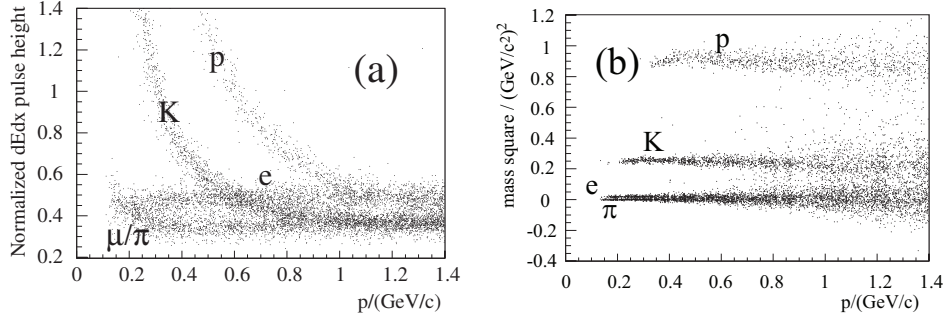 Normalized dEdx pulse height
1.4
1.2
1
0.8
0.6
0.4
0.2
(a)
p
K
e
μ/π
0 0.2 0.4 0.6 0.8 1 1.2 1.4
p/(GeV/c)
mass square / (GeV/c²)²
1.2
1
0.8
0.6
0.4
0.2
0
-0.2
-0.4
(b)
p
K
e
π
0 0.2 0.4 0.6 0.8 1 1.2 1.4
p/(GeV/c)